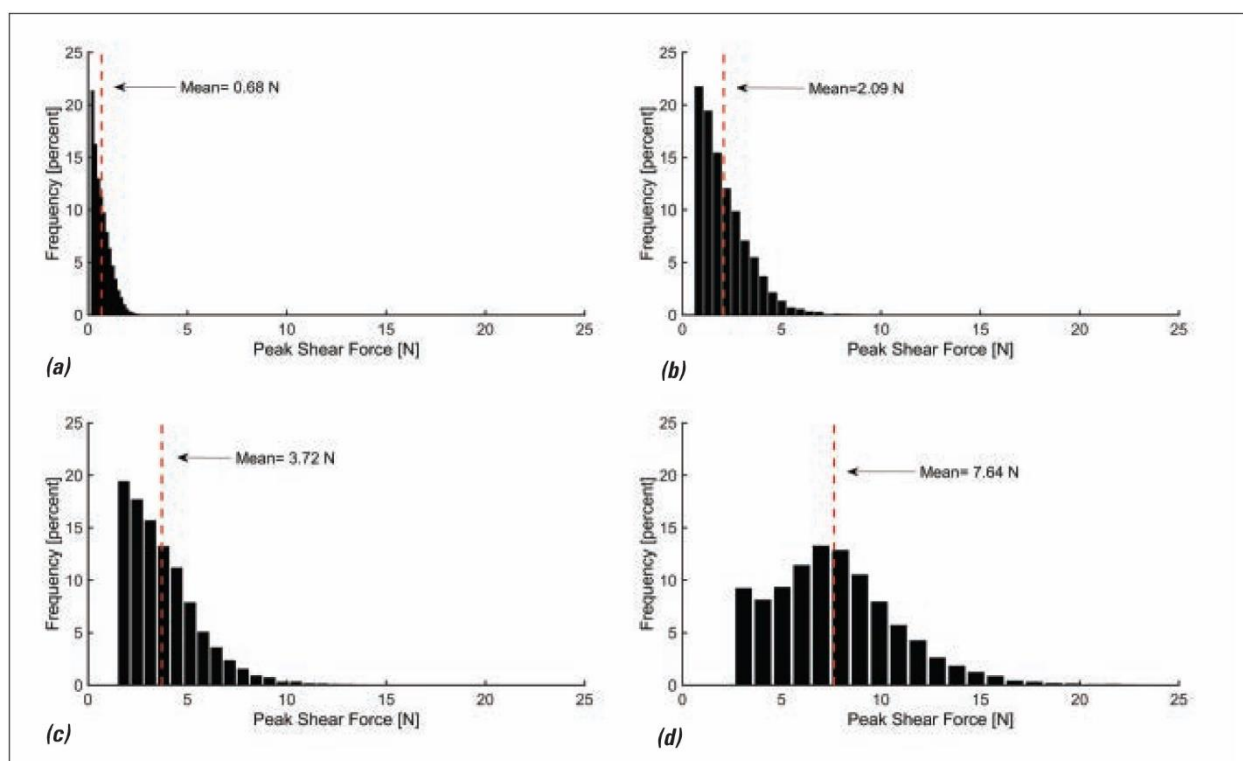 25
20
15
10
5
0
Frequency [percent]
Mean= 0.68 N
0 5 10 15 20 25
Peak Shear Force [N]
(a)
25
20
15
10
5
0
Frequency [percent]
Mean=2.09 N
0 5 10 15 20 25
Peak Shear Force [N]
(b)
25
20
15
10
5
0
Frequency [percent]
Mean= 3.72 N
0 5 10 15 20 25
Peak Shear Force [N]
(c)
25
20
15
10
5
0
Frequency [percent]
Mean= 7.64 N
0 5 10 15 20 25
Peak Shear Force [N]
(d)